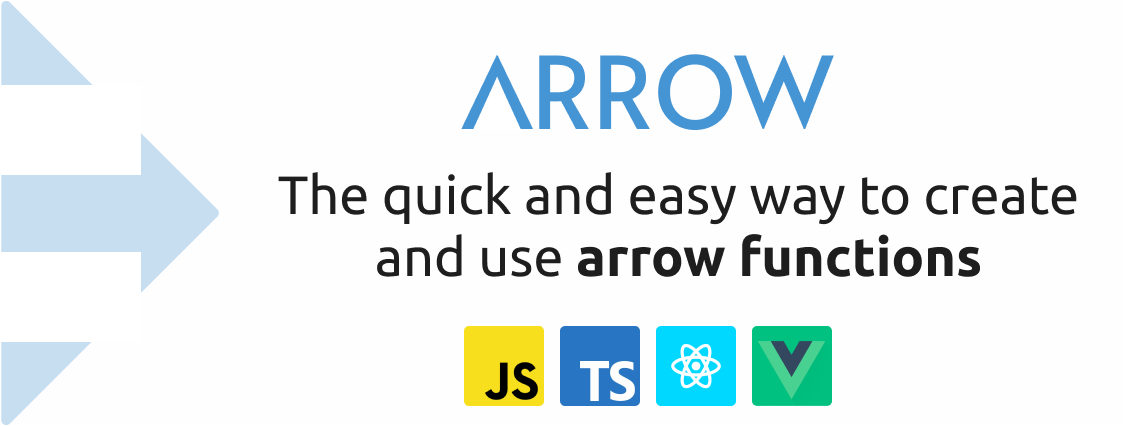 ARROW
The quick and easy way to create
and use arrow functions
JS TS